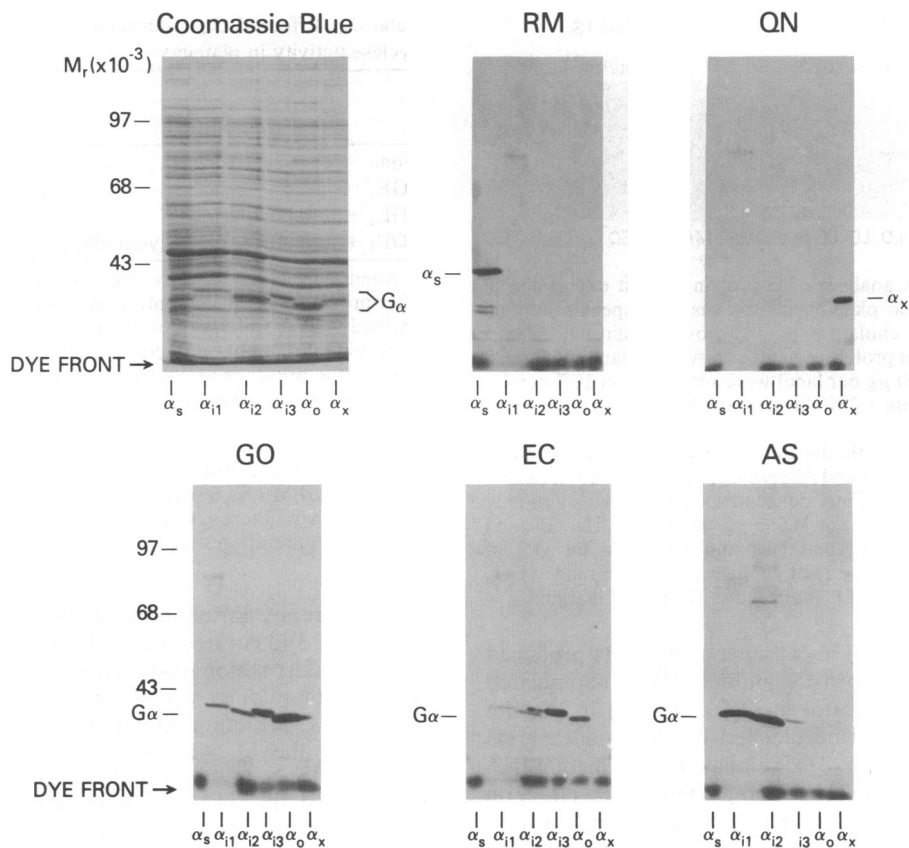 Coomassie Blue
RM
QN
Mr(x10-3)
97
68
43
Gα
DYE FRONT →
αs αi1 αi2 αi3 αo αx
αs
αs αi1 αi2 αi3 αo αx
αx
αs αi1 αi2 αi3 αo αx
GO
EC
AS
97
68
43
Gα
DYE FRONT →
αs αi1 αi2 αi3 αo αx
Gα
αs αi1 αi2 αi3 αo αx
Gα
αs αi1 αi2 i3 αo αx